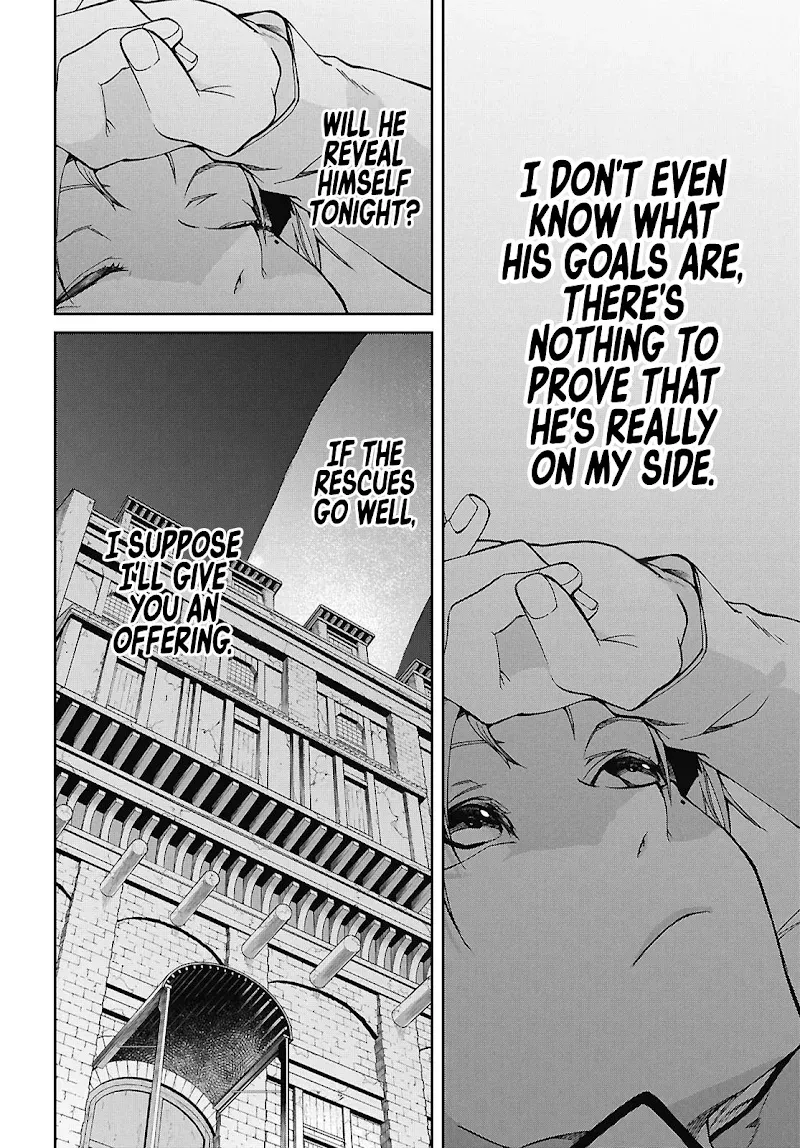 I DON'T EVEN
KNOW WHAT
HIS GOALS ARE,
THERE'S
NOTHING TO
PROVE THAT
HE'S REALLY
ON MY SIDE.
WILL HE
REVEAL
HIMSELF
TONIGHT?
IF THE
RESCUES
GO WELL,
I SUPPOSE
I'LL GIVE
YOU AN
OFFERING.